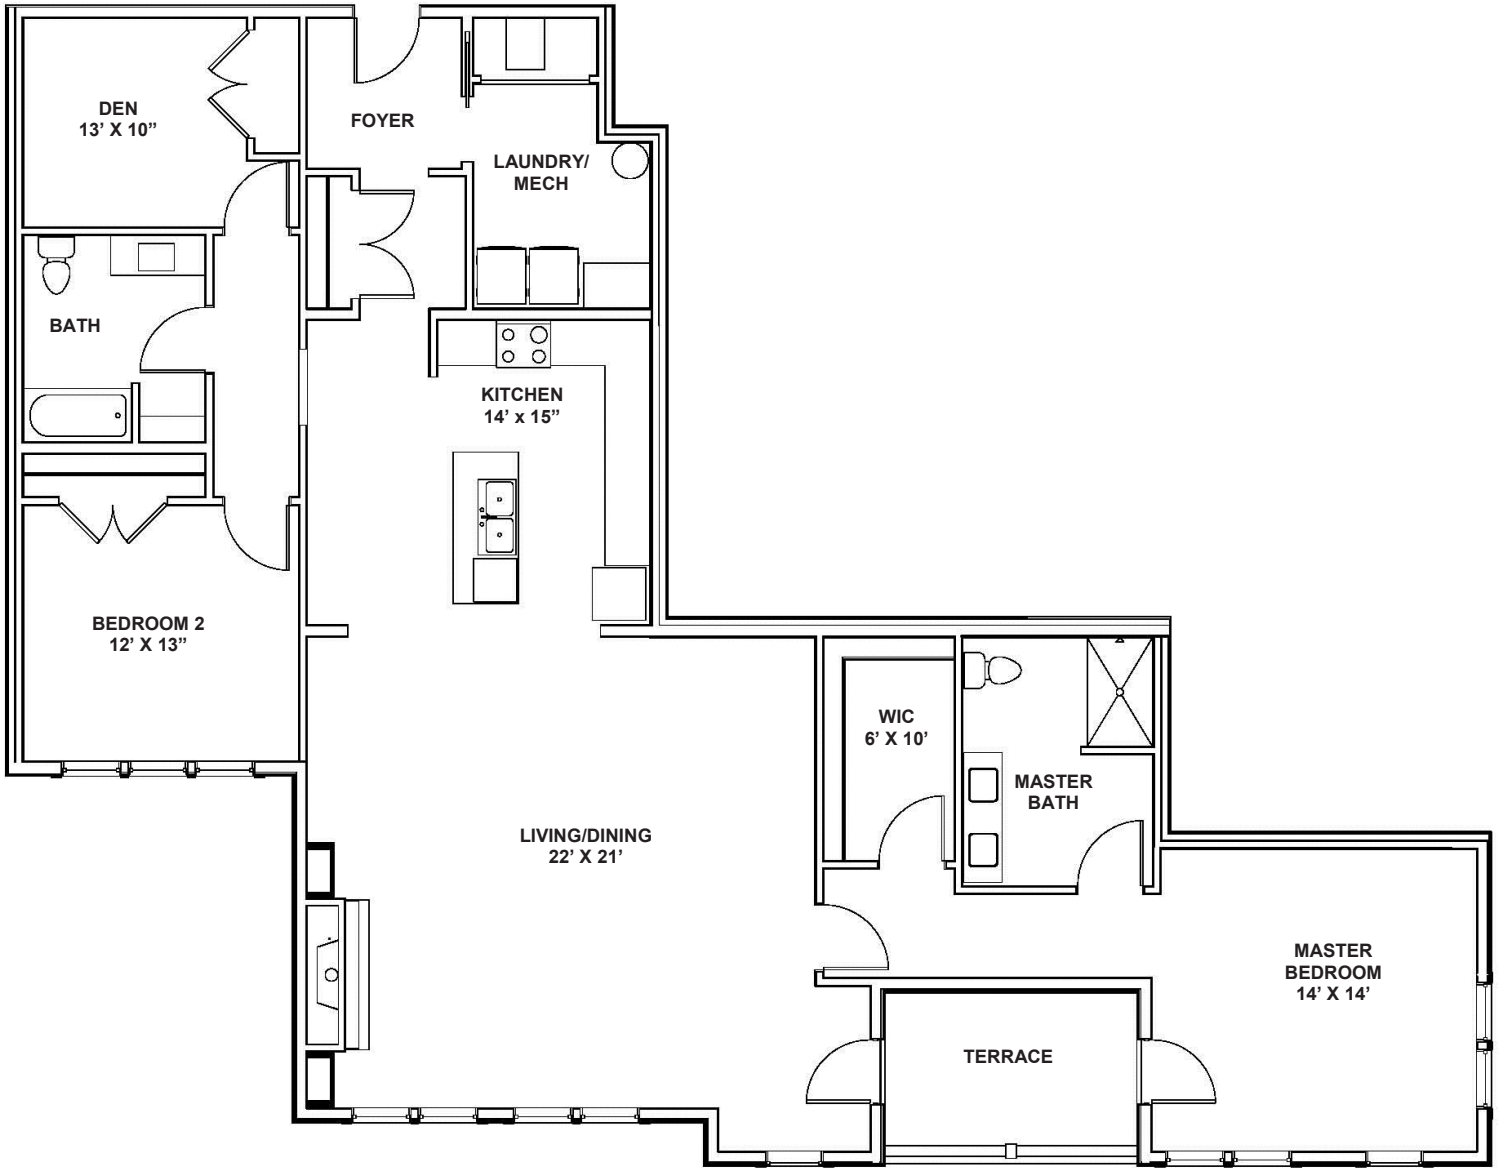 DEN
13’ X 10”
FOYER
LAUNDRY/
MECH
BATH
KITCHEN
14’ x 15”
BEDROOM 2
12’ X 13”
WIC
6’ X 10’
MASTER
BATH
LIVING/DINING
22’ X 21’
MASTER
BEDROOM
14’ X 14’
TERRACE